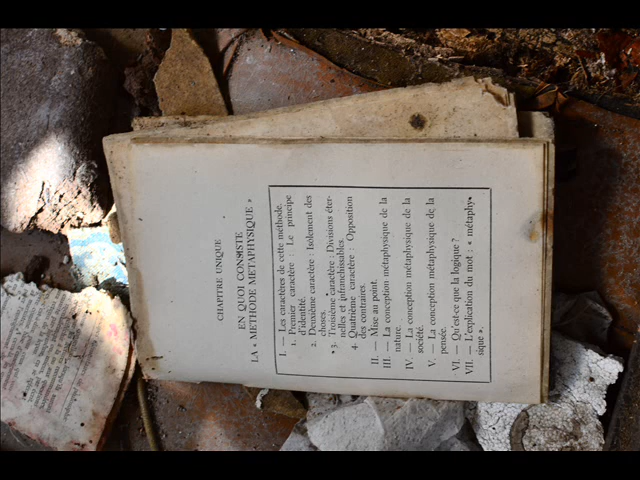 CHAPITRE UNIQUE
EN QUOI CONSISTE
LA « METHODE METAPHYSIQUE »
I. — Les caractères de cette méthode.
1. Premier caractère : Le principe
d'identité.
2. Deuxième caractère : Isolement des
choses.
3. Troisième caractère : Divisions éter-
nelles et infranchissables.
4. Quatrième caractère : Opposition
des contraires.
II. — Mise au point.
III. — La conception métaphysique de la
nature.
IV. — La conception métaphysique de la
société.
V. — La conception métaphysique de la
pensée.
VI. — Qu'est-ce que la logique ?
VII. — L'explication du mot : « métaphy-
sique ».